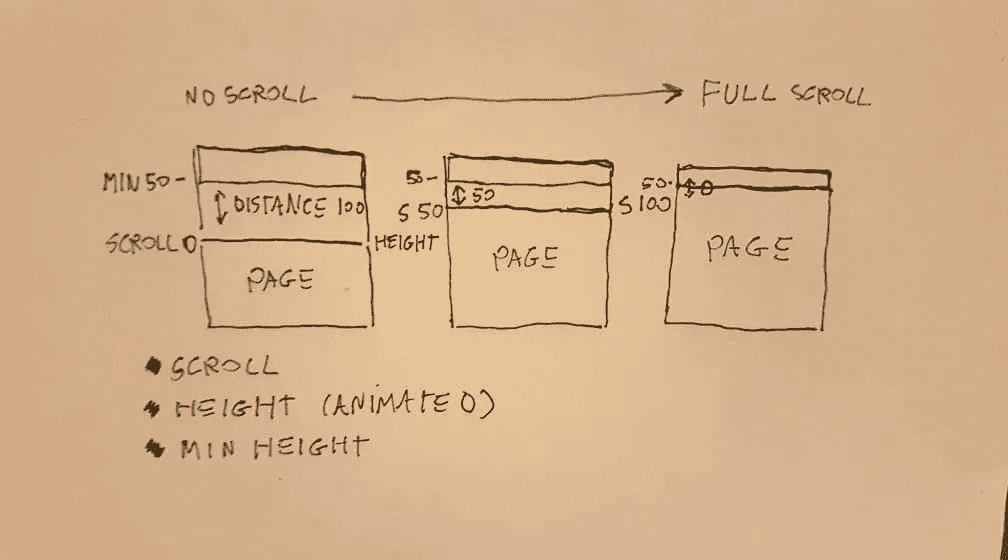 NO SCROLL FULL SCROLL
MIN 50 - DISTANCE 100
SCROLL 0 HEIGHT
PAGE
50 - 50
S 50
PAGE
50 - 0
S 100
PAGE
SCROLL
HEIGHT (ANIMATED)
MIN HEIGHT